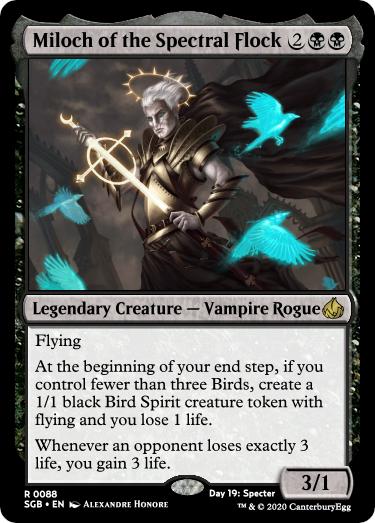 Miloch of the Spectral Flock 2
Legendary Creature — Vampire Rogue
Flying
At the beginning of your end step, if you
control fewer than three Birds, create a
1/1 black Bird Spirit creature token with
flying and you lose 1 life.
Whenever an opponent loses exactly 3
life, you gain 3 life.
3/1
R 0088
Day 19: Specter
SGB • EN Alexandre Honore
™ & © 2020 CanterburyEgg